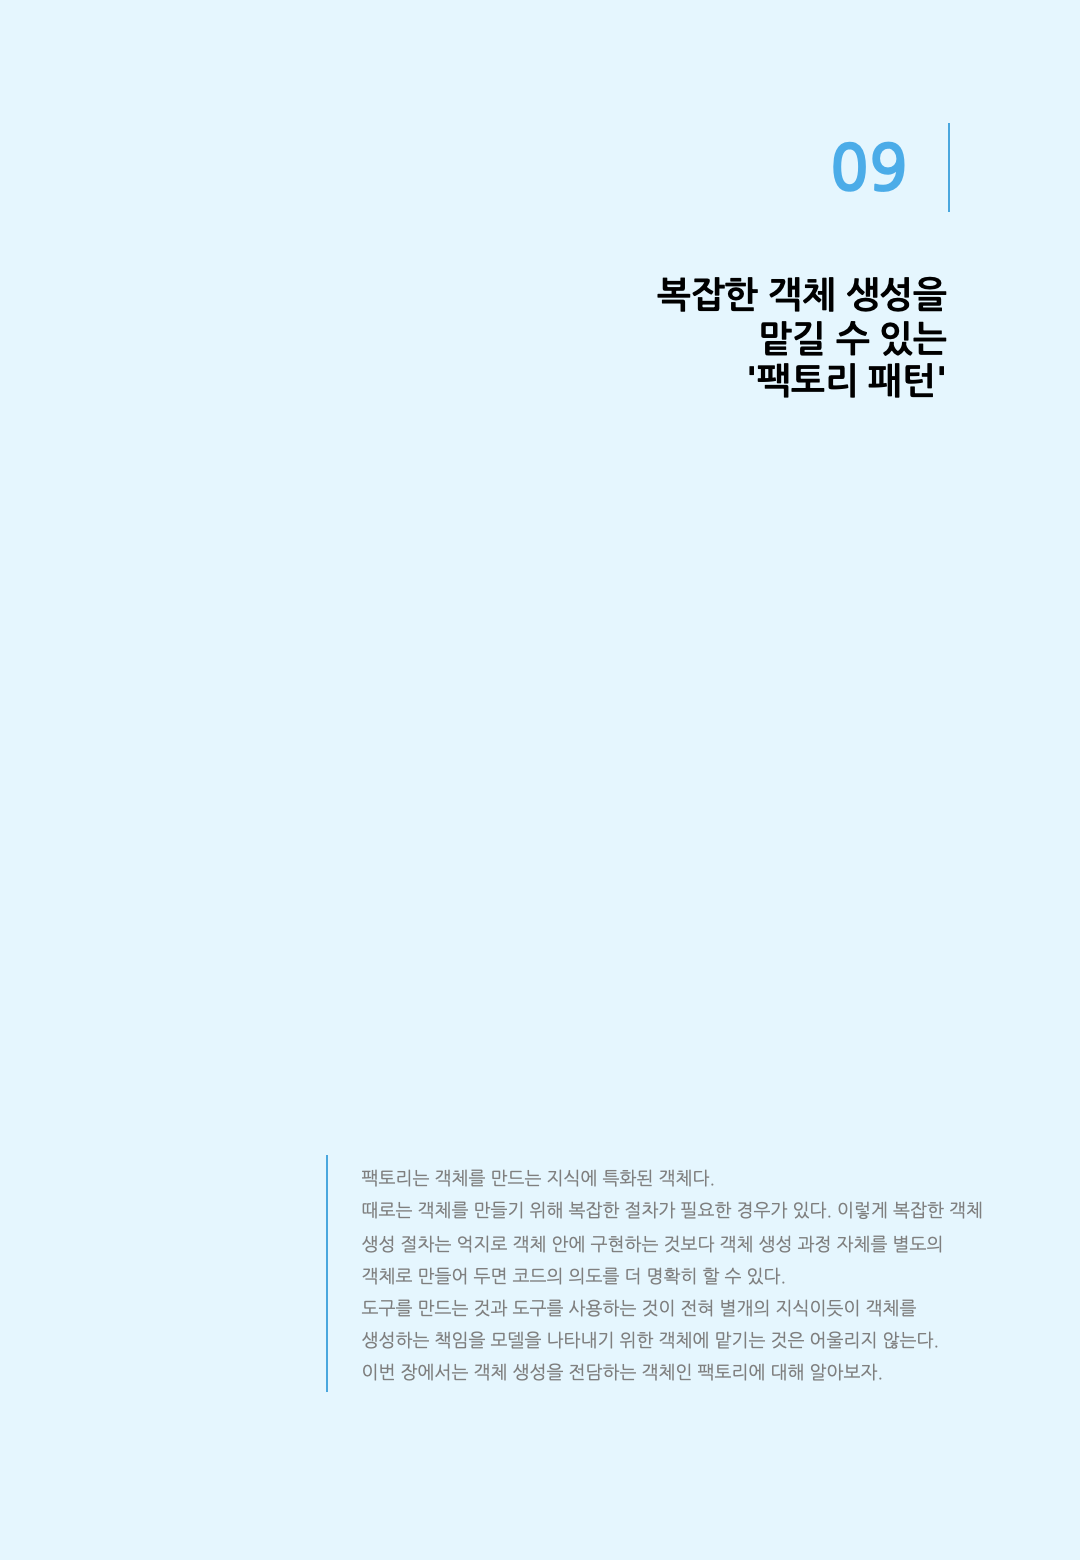 09
복잡한 객체 생성을
맡길 수 있는
'팩토리 패턴'
팩토리는 객체를 만드는 지식에 특화된 객체다.
때로는 객체를 만들기 위해 복잡한 절차가 필요한 경우가 있다. 이렇게 복잡한 객체
생성 절차는 억지로 객체 안에 구현하는 것보다 객체 생성 과정 자체를 별도의
객체로 만들어 두면 코드의 의도를 더 명확히 할 수 있다.
도구를 만드는 것과 도구를 사용하는 것이 전혀 별개의 지식이듯이 객체를
생성하는 책임을 모델을 나타내기 위한 객체에 맡기는 것은 어울리지 않는다.
이번 장에서는 객체 생성을 전담하는 객체인 팩토리에 대해 알아보자.